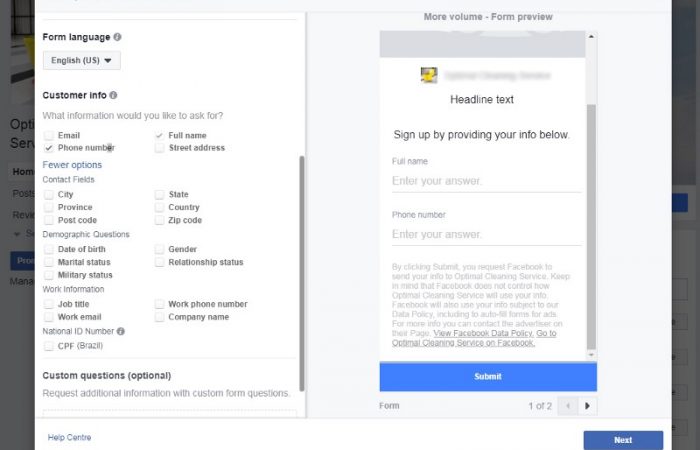 More volume - Form preview
Form language
English (US)
Customer info
What information would you like to ask for?
Email
Full name
Phone number
Street address
Fewer options
Contact Fields
City
State
Province
Country
Post code
Zip code
Demographic Questions
Date of birth
Gender
Marital status
Relationship status
Military status
Work Information
Job title
Work phone number
Work email
Company name
National ID Number
CPF (Brazil)
Custom questions (optional)
Request additional information with custom form questions.
Help Centre
Optimal Cleaning Service
Headline text
Sign up by providing your info below.
Full name
Enter your answer.
Phone number
Enter your answer.
By clicking Submit, you request Facebook to
send your info to Optimal Cleaning Service. Keep
in mind that Facebook does not control how
Optimal Cleaning Service will use your info
Facebook will also use your info subject to our
Data Policy, including to auto-fill forms for ads.
For more info you can contact the advertiser on
their Page. View Facebook Data Policy. Go to
Optimal Cleaning Service on Facebook.
Submit
Form
1 of 2
Next
Opti
Serv
Home
Posts
Revie
Se
Pro
Mana